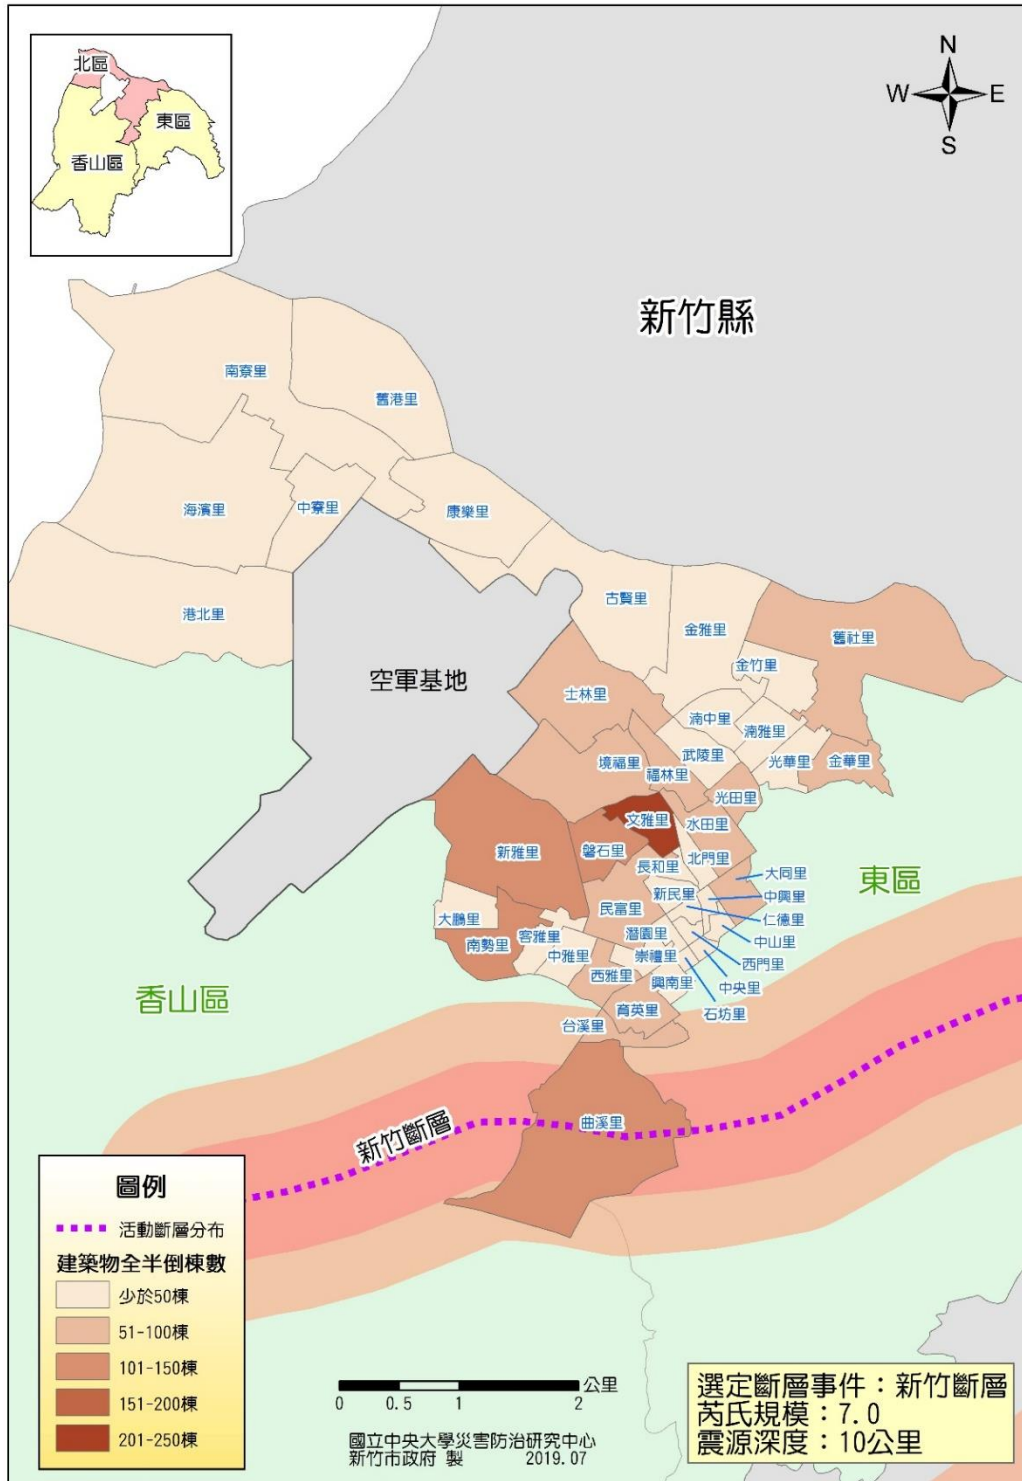 北區
東區
香山區
N
W
E
S
新竹縣
南寮里
舊港里
海濱里
中寮里
康樂里
港北里
古賢里
金雅里
舊社里
金竹里
空軍基地
士林里
湳中里
湳雅里
武陵里
境福里
福林里
光華里
金華里
光田里
文雅里
水田里
新雅里
磐石里
長和里
北門里
大同里
東區
新民里
中興里
大鵬里
民富里
仁德里
南勢里
客雅里
潛園里
中山里
中雅里
崇禮里
西門里
西雅里
興南里
中央里
香山區
育英里
石坊里
台溪里
曲溪里
新竹斷層
圖例
活動斷層分布
建築物全半倒棟數
少於50棟
51-100棟
101-150棟
151-200棟
201-250棟
公里
0 0.5 1 2
國立中央大學災害防治研究中心
新竹市政府 製 2019.07
選定斷層事件：新竹斷層
芮氏規模：7.0
震源深度：10公里